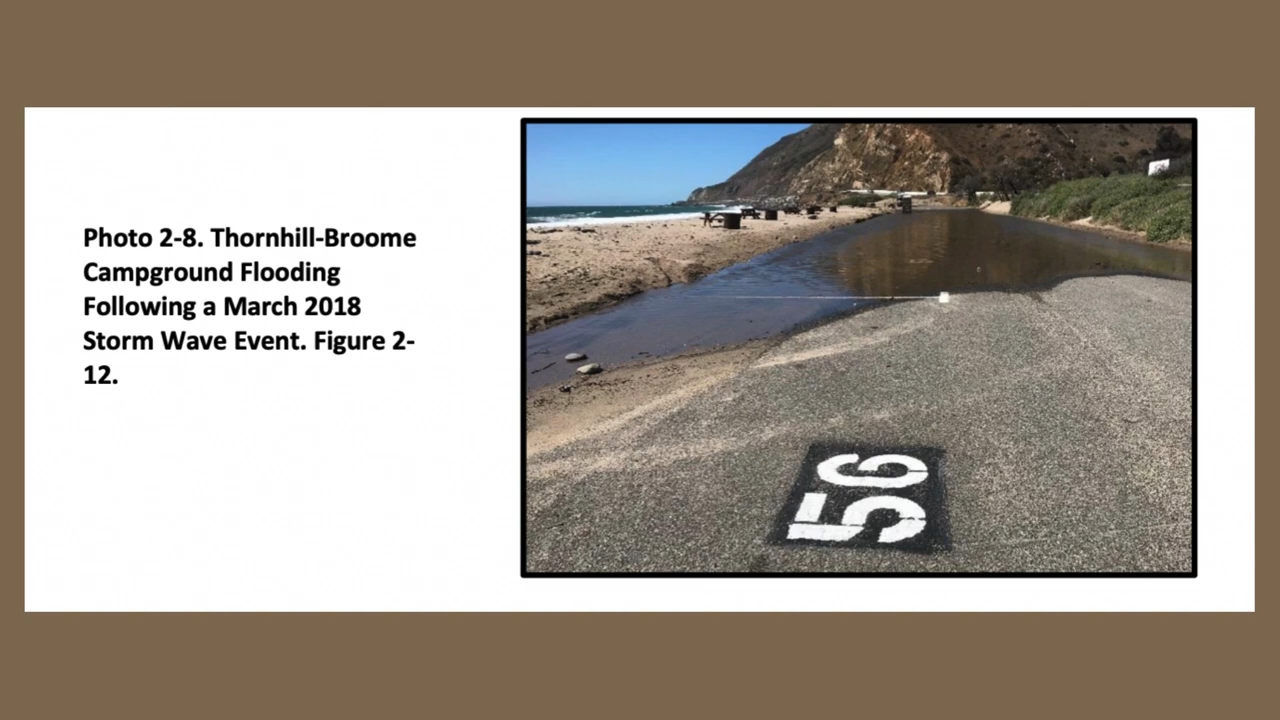 Photo 2-8. Thornhill-Broome
Campground Flooding
Following a March 2018
Storm Wave Event. Figure 2-
12.
56